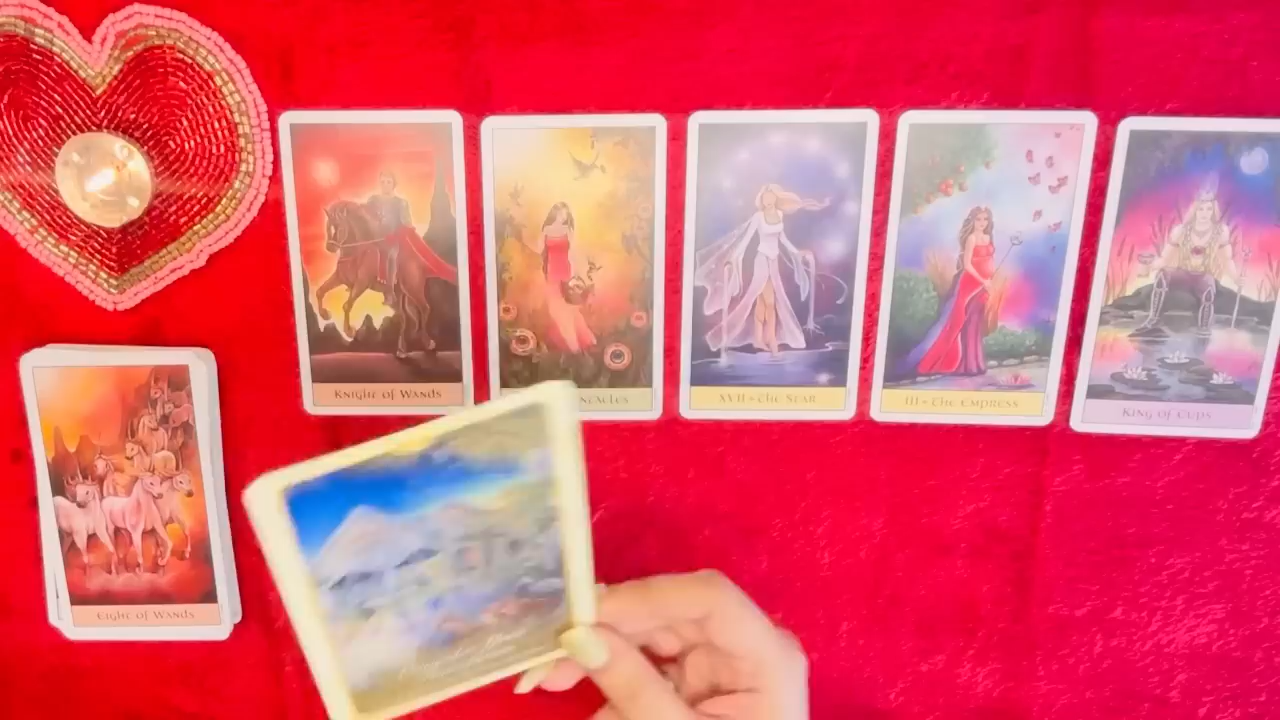 Knight of Wands
XVII • The Star
III • The Empress
King of Cups
Eight of Wands